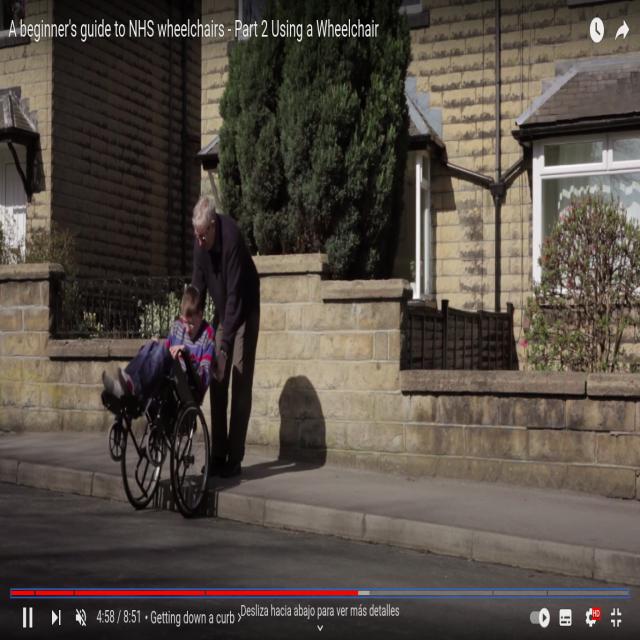 A beginner's guide to NHS wheelchairs - Part 2 Using a Wheelchair
4:58 / 8:51 • Getting down a curb ›
Desliza hacia abajo para ver más detalles
HD